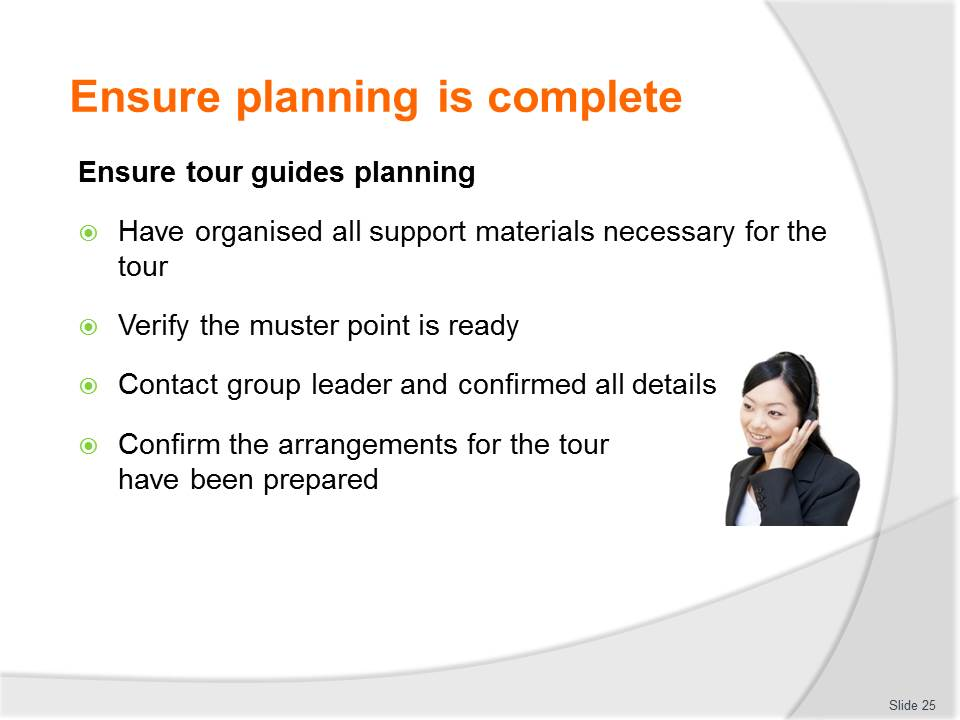 Ensure planning is complete
Ensure tour guides planning
Have organised all support materials necessary for the
tour
Verify the muster point is ready
Contact group leader and confirmed all details
Confirm the arrangements for the tour
have been prepared
Slide 25